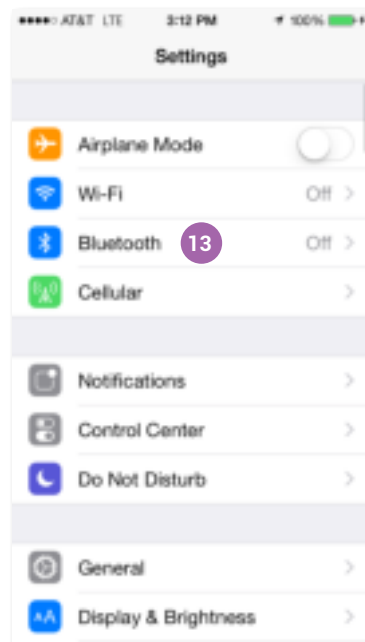 AT&T LTE 3:12 PM 100%
Settings
Airplane Mode
Wi-Fi Off
Bluetooth 13 Off
Cellular
Notifications
Control Center
Do Not Disturb
General
AA Display & Brightness